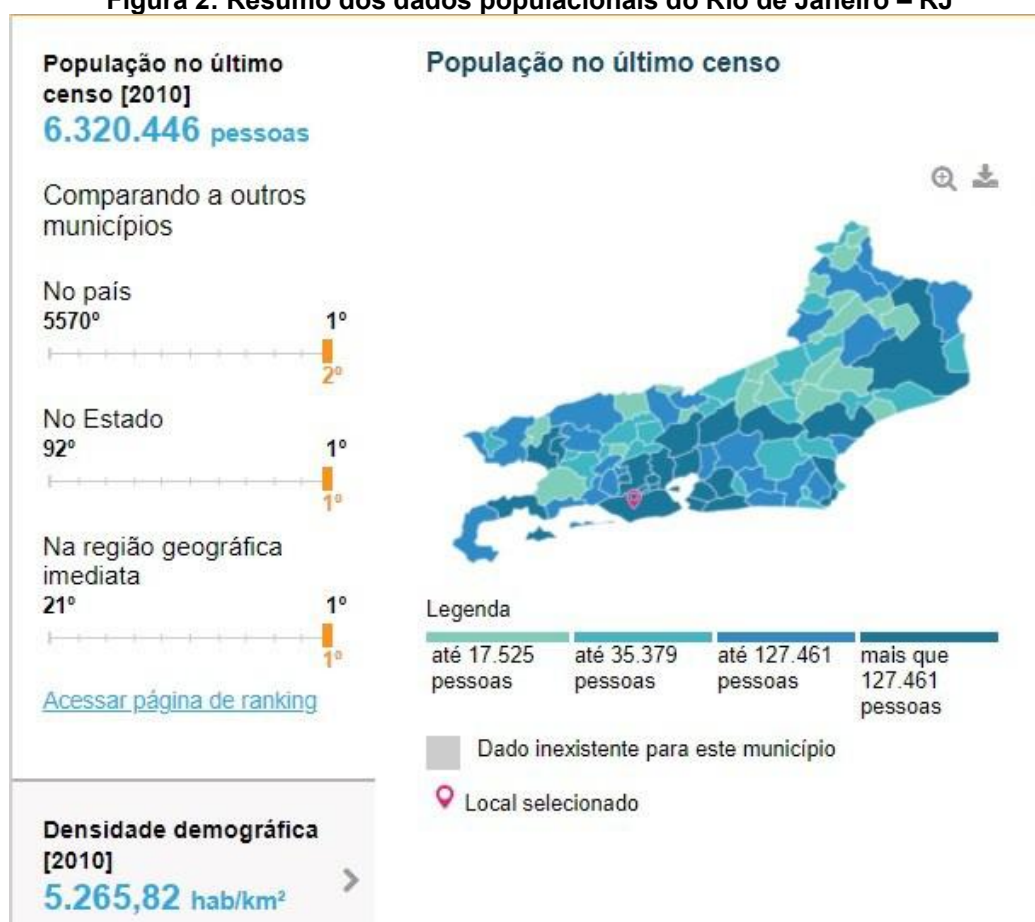 Figura 2: Resumo dos dados populacionais do Rio de Janeiro – RJ
População no último
censo [2010]
6.320.446 pessoas
Comparando a outros
municípios
No país
5570º 1º
2º
No Estado
92º 1º
1º
Na região geográfica
imediata
21º 1º
1º
Acessar página de ranking
Densidade demográfica
[2010]
5.265,82 hab/km²
População no último censo
Legenda
até 17.525
pessoas
até 35.379
pessoas
até 127.461
pessoas
mais que
127.461
pessoas
Dado inexistente para este município
Local selecionado